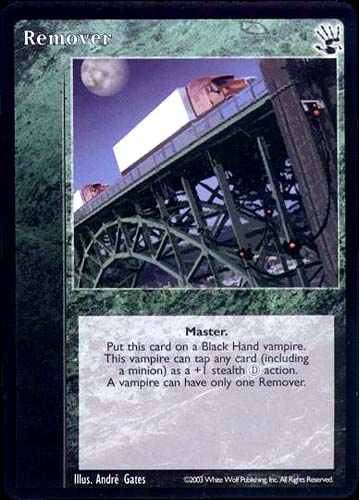 Remover
Master.
Put this card on a Black Hand vampire.
This vampire can tap any card (including
a minion) as a +1 stealth Ⓓ action.
A vampire can have only one Remover.
Illus. André Gates
©2003 White Wolf Publishing, Inc. All Rights Reserved.